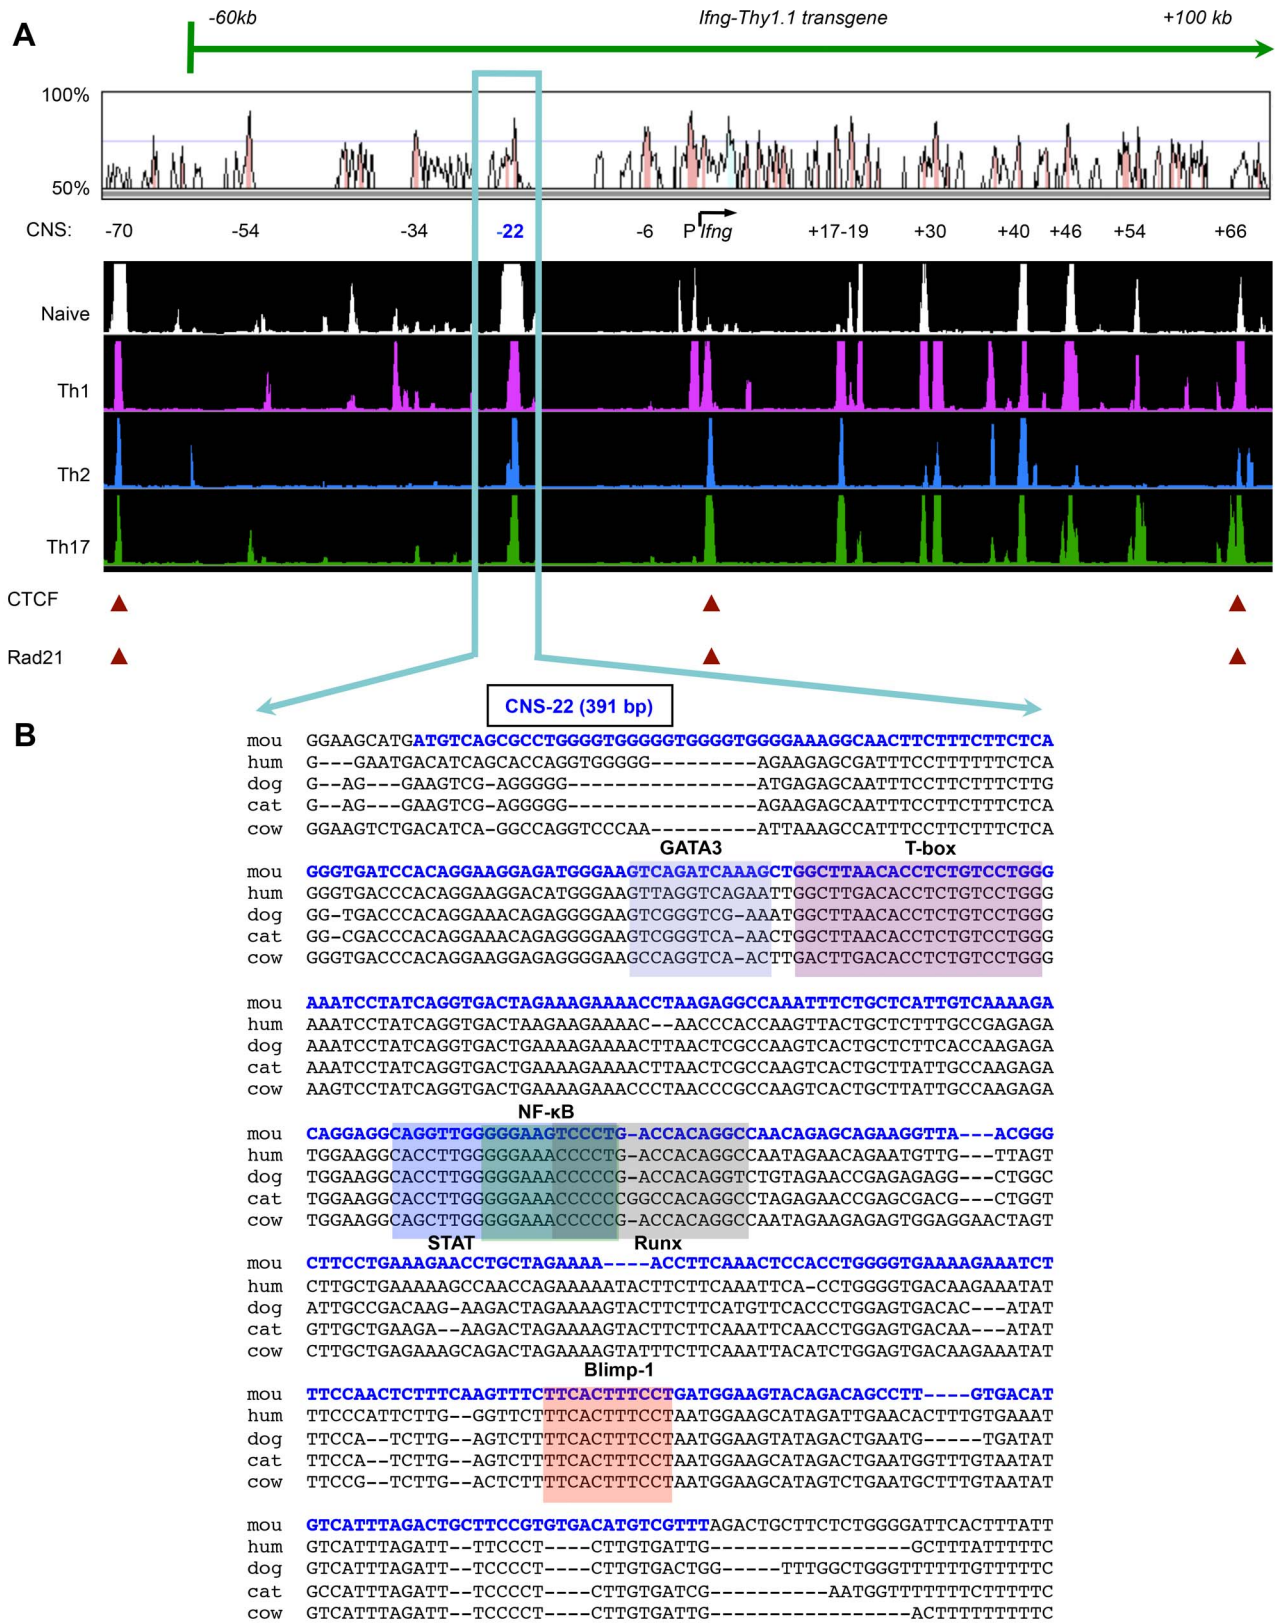 A
-60kb Ifng-Thy1.1 transgene +100 kb
100%
50%
CNS: -70 -54 -34 -22 -6 P Ifng +17-19 +30 +40 +46 +54 +66
Naive
Th1
Th2
Th17
CTCF
Rad21
CNS-22 (391 bp)
B
mou GGAAGCATGATGTCAGCGCCTGGGGTGGGGGTGGGGTGGGGAAAGGCAACTTCTTTCTTCTCA
hum G---GAATGACATCAGCACCAGGTGGGGG---------AGAAGAGCGATTTCCTTTTTTCTCA
dog G--AG---GAAGTCG-AGGGGG----------------ATGAGAGCAATTTCCTTCTTTCTTG
cat G--AG---GAAGTCG-AGGGGG----------------AGAAGAGCAATTTCCTTCTTTCTCA
cow GGAAGTCTGACATCA-GGCCAGGTCCCAA---------ATTAAAGCCATTTCCTTCTTTCTCA
GATA3 T-box
mou GGGTGATCCACAGGAAGGAGATGGGAAGTCAGATCAAAGCTGGCTTAACACCTCTGTCCTGGG
hum GGGTGACCCACAGGAAGGACATGGGAAGTTAGGTCAGAATTGGCTTGACACCTCTGTCCTGGG
dog GG-TGACCCACAGGAAACAGAGGGGAAGTCGGGTCG-AAATGGCTTAACACCTCTGTCCTGGG
cat GG-CGACCCACAGGAAACAGAGGGGAAGTCGGGTCA-AACTGGCTTAACACCTCTGTCCTGGG
cow GGGTGACCCACAGGAAGGAGAGGGGAAGCCAGGTCA-ACTTGACTTGACACCTCTGTCCTGGG
mou AAATCCTATCAGGTGACTAGAAAGAAAACCTAAGAGGCCAAATTTCTGCTCATTGTCAAAAGA
hum AAATCCTATCAGGTGACTAAGAAGAAAAC--AACCCACCAAGTTACTGCTCTTTGCCGAGAGA
dog AAATCCTATCAGGTGACTGAAAAGAAAACTTAACTCGCCAAGTCACTGCTCTTCACCAAGAGA
cat AAATCCTATCAGGTGACTGAAAAGAAAACTTAACTCGCCAAGTCACTGCTTATTGCCAAGAGA
cow AAGTCCTATCAGGTGACTGAAAAGAAACCCTAACCCGCCAAGTCACTGCTTATTGCCAAGAGA
NF-κB
mou CAGGAGGCAGGTTGGGGGAAGTCCCTG-ACCACAGGCCAACAGAGCAGAAGGTTA---ACGGG
hum TGGAAGGCACCTTGGGGGAAACCCCTG-ACCACAGGCCAATAGAACAGAATGTTG---TTAGT
dog TGGAAGGCACCTTGGGGGAAACCCCCG-ACCACAGGTCTGTAGAACCGAGAGAGG---CTGGC
cat TGGAAGGCACCTTGGGGGAAACCCCCCGGCCACAGGCCTAGAGAACCGAGCGACG---CTGGT
cow TGGAAGGCAGCTTGGGGGAAACCCCCG-ACCACAGGCCAATAGAAGAGAGTGGAGGAACTAGT
STAT Runx
mou CTTCCTGAAAGAACCTGCTAGAAAA----ACCTTCAAACTCCACCTGGGGTGAAAAGAAATCT
hum CTTGCTGAAAAAGCCAACCAGAAAAATACTTCTTCAAATTCA-CCTGGGGTGACAAGAAATAT
dog ATTGCCGACAAG-AAGACTAGAAAAGTACTTCTTCATGTTCACCCTGGAGTGACAC---ATAT
cat GTTGCTGAAGA--AAGACTAGAAAAGTACTTCTTCAAATTCAACCTGGAGTGACAA---ATAT
cow CTTGCTGAGAAAGCAGACTAGAAAAGTATTTCTTCAAATTACATCTGGAGTGACAAGAAATAT
Blimp-1
mou TTCCAACTCTTTCAAGTTTCTTCACTTTCCTGATGGAAGTACAGACAGCCTT----GTGACAT
hum TTCCCATTCTTG--GGTTCTTTCACTTTCCTAATGGAAGCATAGATTGAACACTTTGTGAAAT
dog TTCCA--TCTTG--AGTCTTTTCACTTTCCTAATGGAAGTATAGACTGAATG-----TGATAT
cat TTCCA--TCTTG--AGTCTTTTCACTTTCCTAATGGAAGCATAGACTGAATGGTTTGTAATAT
cow TTCCG--TCTTG--ACTCTTTTCACTTTCCTAATGGAAGCATAGTCTGAATGCTTTGTAATAT
mou GTCATTTAGACTGCTTCCGTGTGACATGTCGTTTAGACTGCTTCTCTGGGGATTCACTTTATT
hum GTCATTTAGATT--TTCCCT----CTTGTGATTG-----------------GCTTTATTTTTC
dog GTCATTTAGATT--TCCCCT----CTTGTGACTGG-----TTTGGCTGGGTTTTTTGTTTTTC
cat GCCATTTAGATT--TCCCCT----CTTGTGATCG----------AATGGTTTTTTTCTTTTTC
cow GTCATTTAGATT--TCCCCT----CTTGTGATTG-----------------ACTTTTTTTTTC